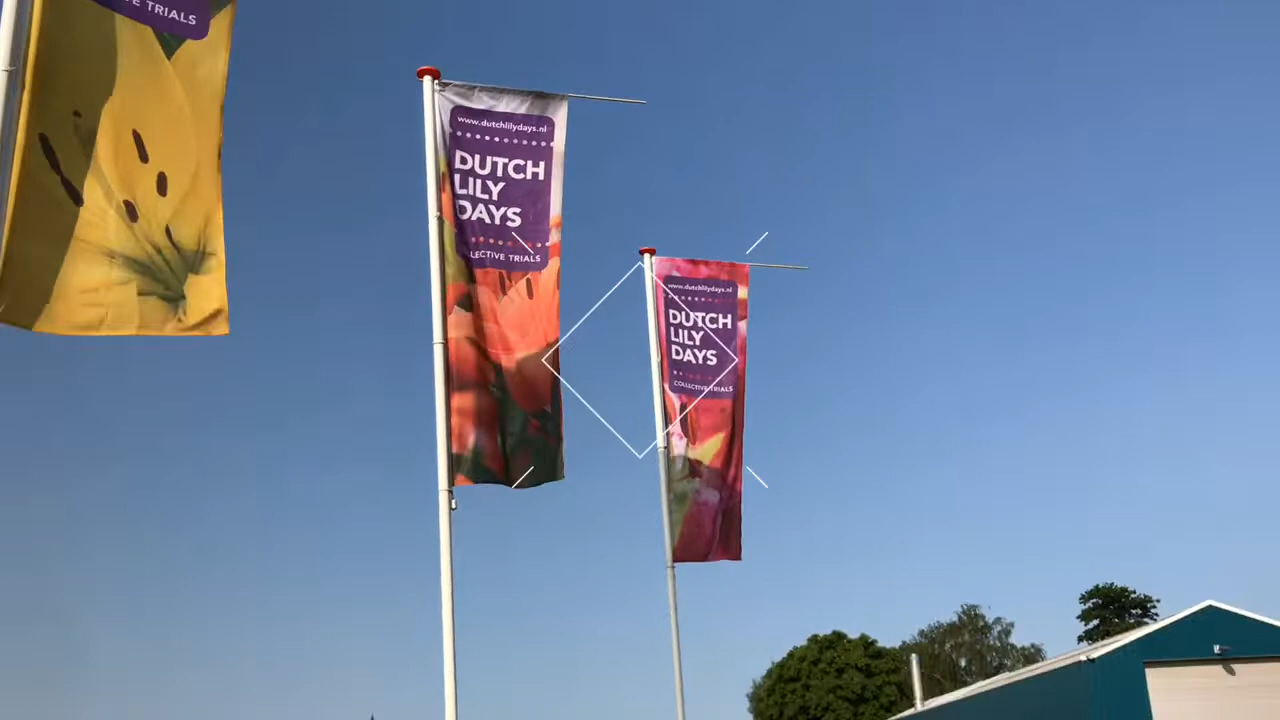 E TRIALS
www.dutchlilydays.nl
DUTCH
LILY
DAYS
LECTIVE TRIALS
www.dutchlilydays.nl
DUTCH
LILY
DAYS
COLLECTIVE TRIALS